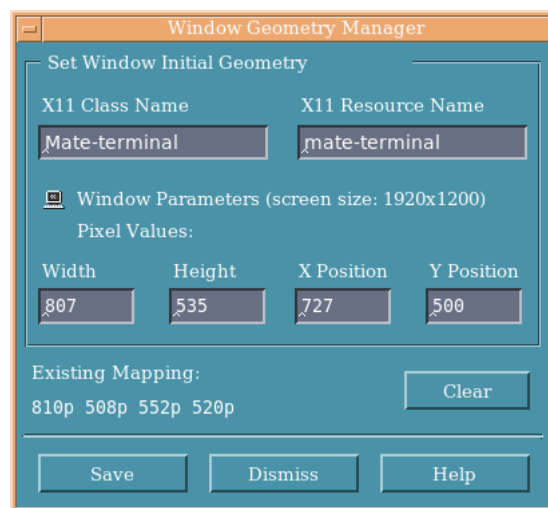 Window Geometry Manager
Set Window Initial Geometry
X11 Class Name X11 Resource Name
Mate-terminal mate-terminal
Window Parameters (screen size: 1920x1200)
Pixel Values:
Width Height X Position Y Position
807 535 727 500
Existing Mapping:
Clear
810p 508p 552p 520p
Save Dismiss Help